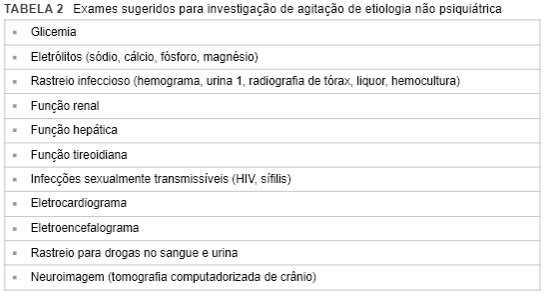 TABELA 2 Exames sugeridos para investigação de agitação de etiologia não psiquiátrica
▪ Glicemia
▪ Eletrólitos (sódio, cálcio, fósforo, magnésio)
▪ Rastreio infeccioso (hemograma, urina 1, radiografia de tórax, liquor, hemocultura)
▪ Função renal
▪ Função hepática
▪ Função tireoidiana
▪ Infecções sexualmente transmissíveis (HIV, sífilis)
▪ Eletrocardiograma
▪ Eletroencefalograma
▪ Rastreio para drogas no sangue e urina
▪ Neuroimagem (tomografia computadorizada de crânio)